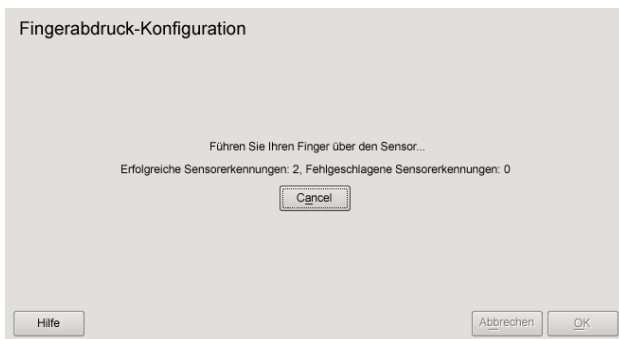 Fingerabdruck-Konfiguration
Führen Sie Ihren Finger über den Sensor...
Erfolgreiche Sensorerkennungen: 2, Fehlgeschlagene Sensorerkennungen: 0
Cancel
Hilfe
Abbrechen
OK